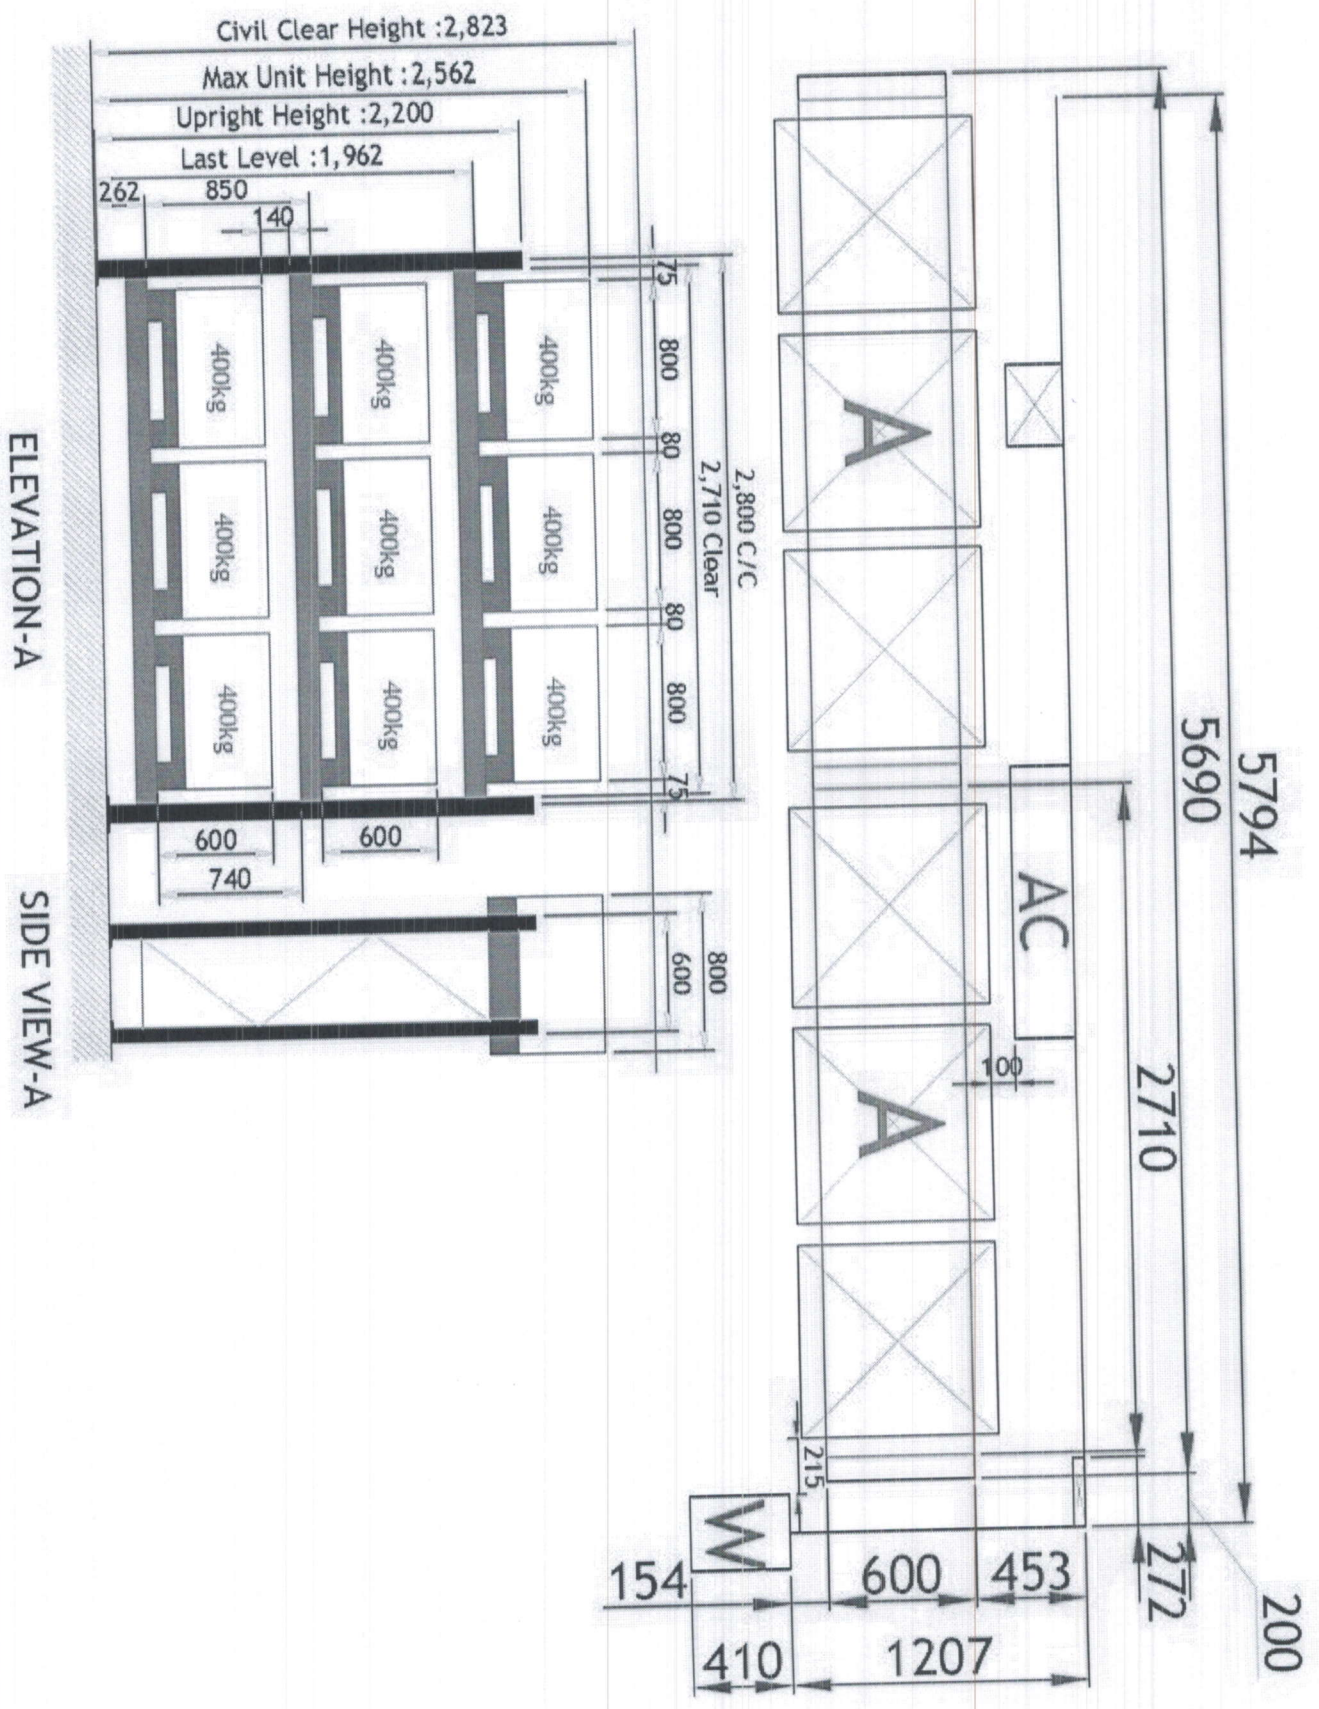 Civil Clear Height :2,823
Max Unit Height :2,562
Upright Height :2,200
Last Level :1,962
262
850
140
75
800
80
800
80
800
75
2,710 Clear
2,800 C/C
400kg
400kg
400kg
400kg
400kg
400kg
400kg
400kg
400kg
600
600
740
600
800
ELEVATION-A
SIDE VIEW-A
A
A
AC
100
5794
5690
2710
215
W
154
600
453
272
200
410
1207